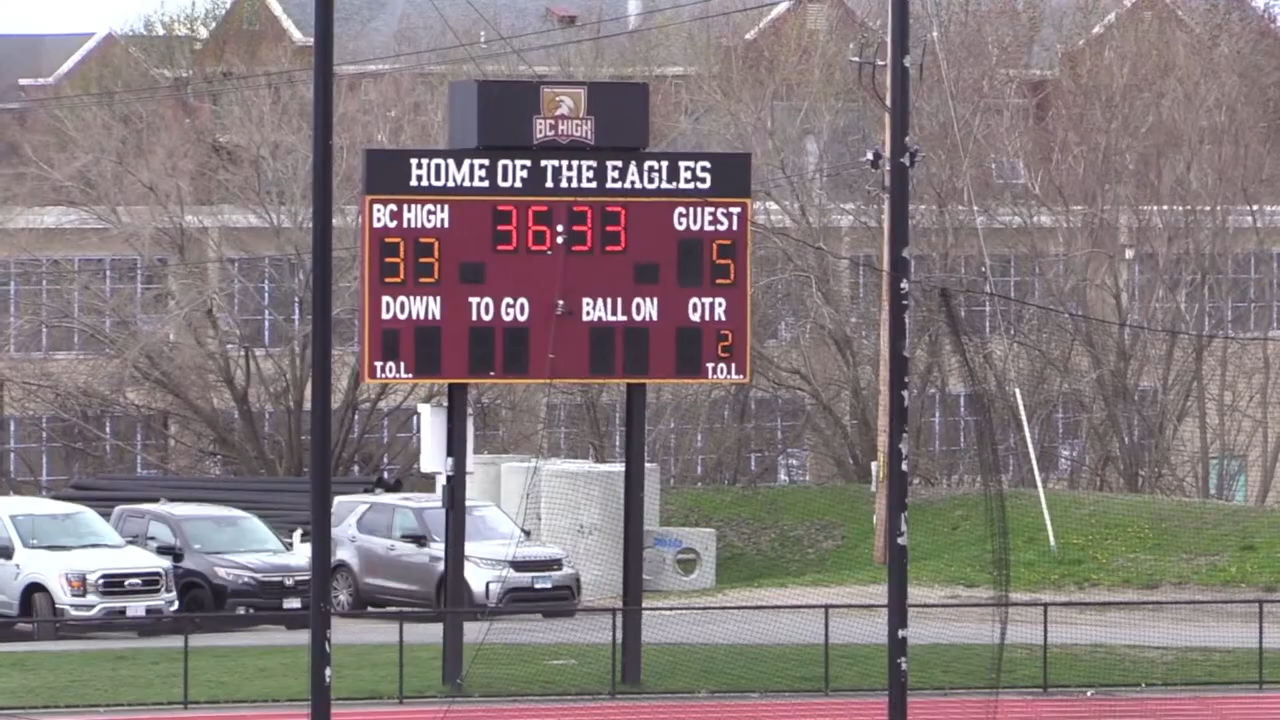 BC HIGH
HOME OF THE EAGLES
BC HIGH 36:33 GUEST
33 5
DOWN TO GO BALL ON QTR
2
T.O.L. T.O.L.